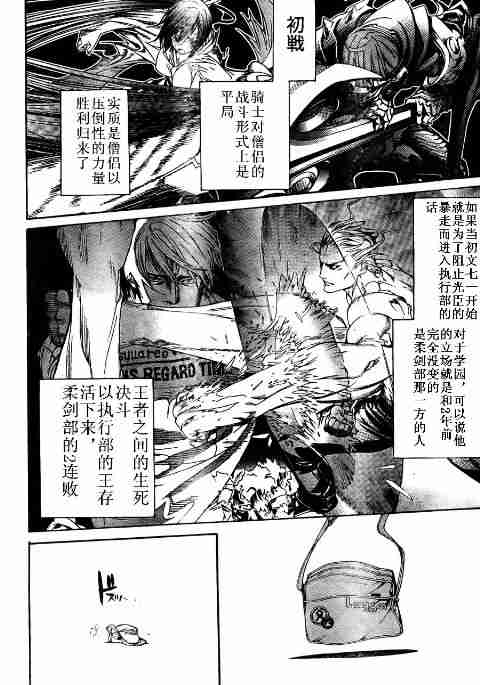 初戦
骑士对僧侣的
战斗形式上是
平局
实质是僧侣以
压倒性的力量
胜利归来了
如果当初文七一开始
就是为了阻止光臣的
暴走而进入执行部的
话
对于学园，可以说他
的立场就是和2年前
完全没变的
是柔剑部那一方的人
王者之间的生死
决斗
以执行部的王存
活下来，
柔剑部的2连败
REGARD TIM